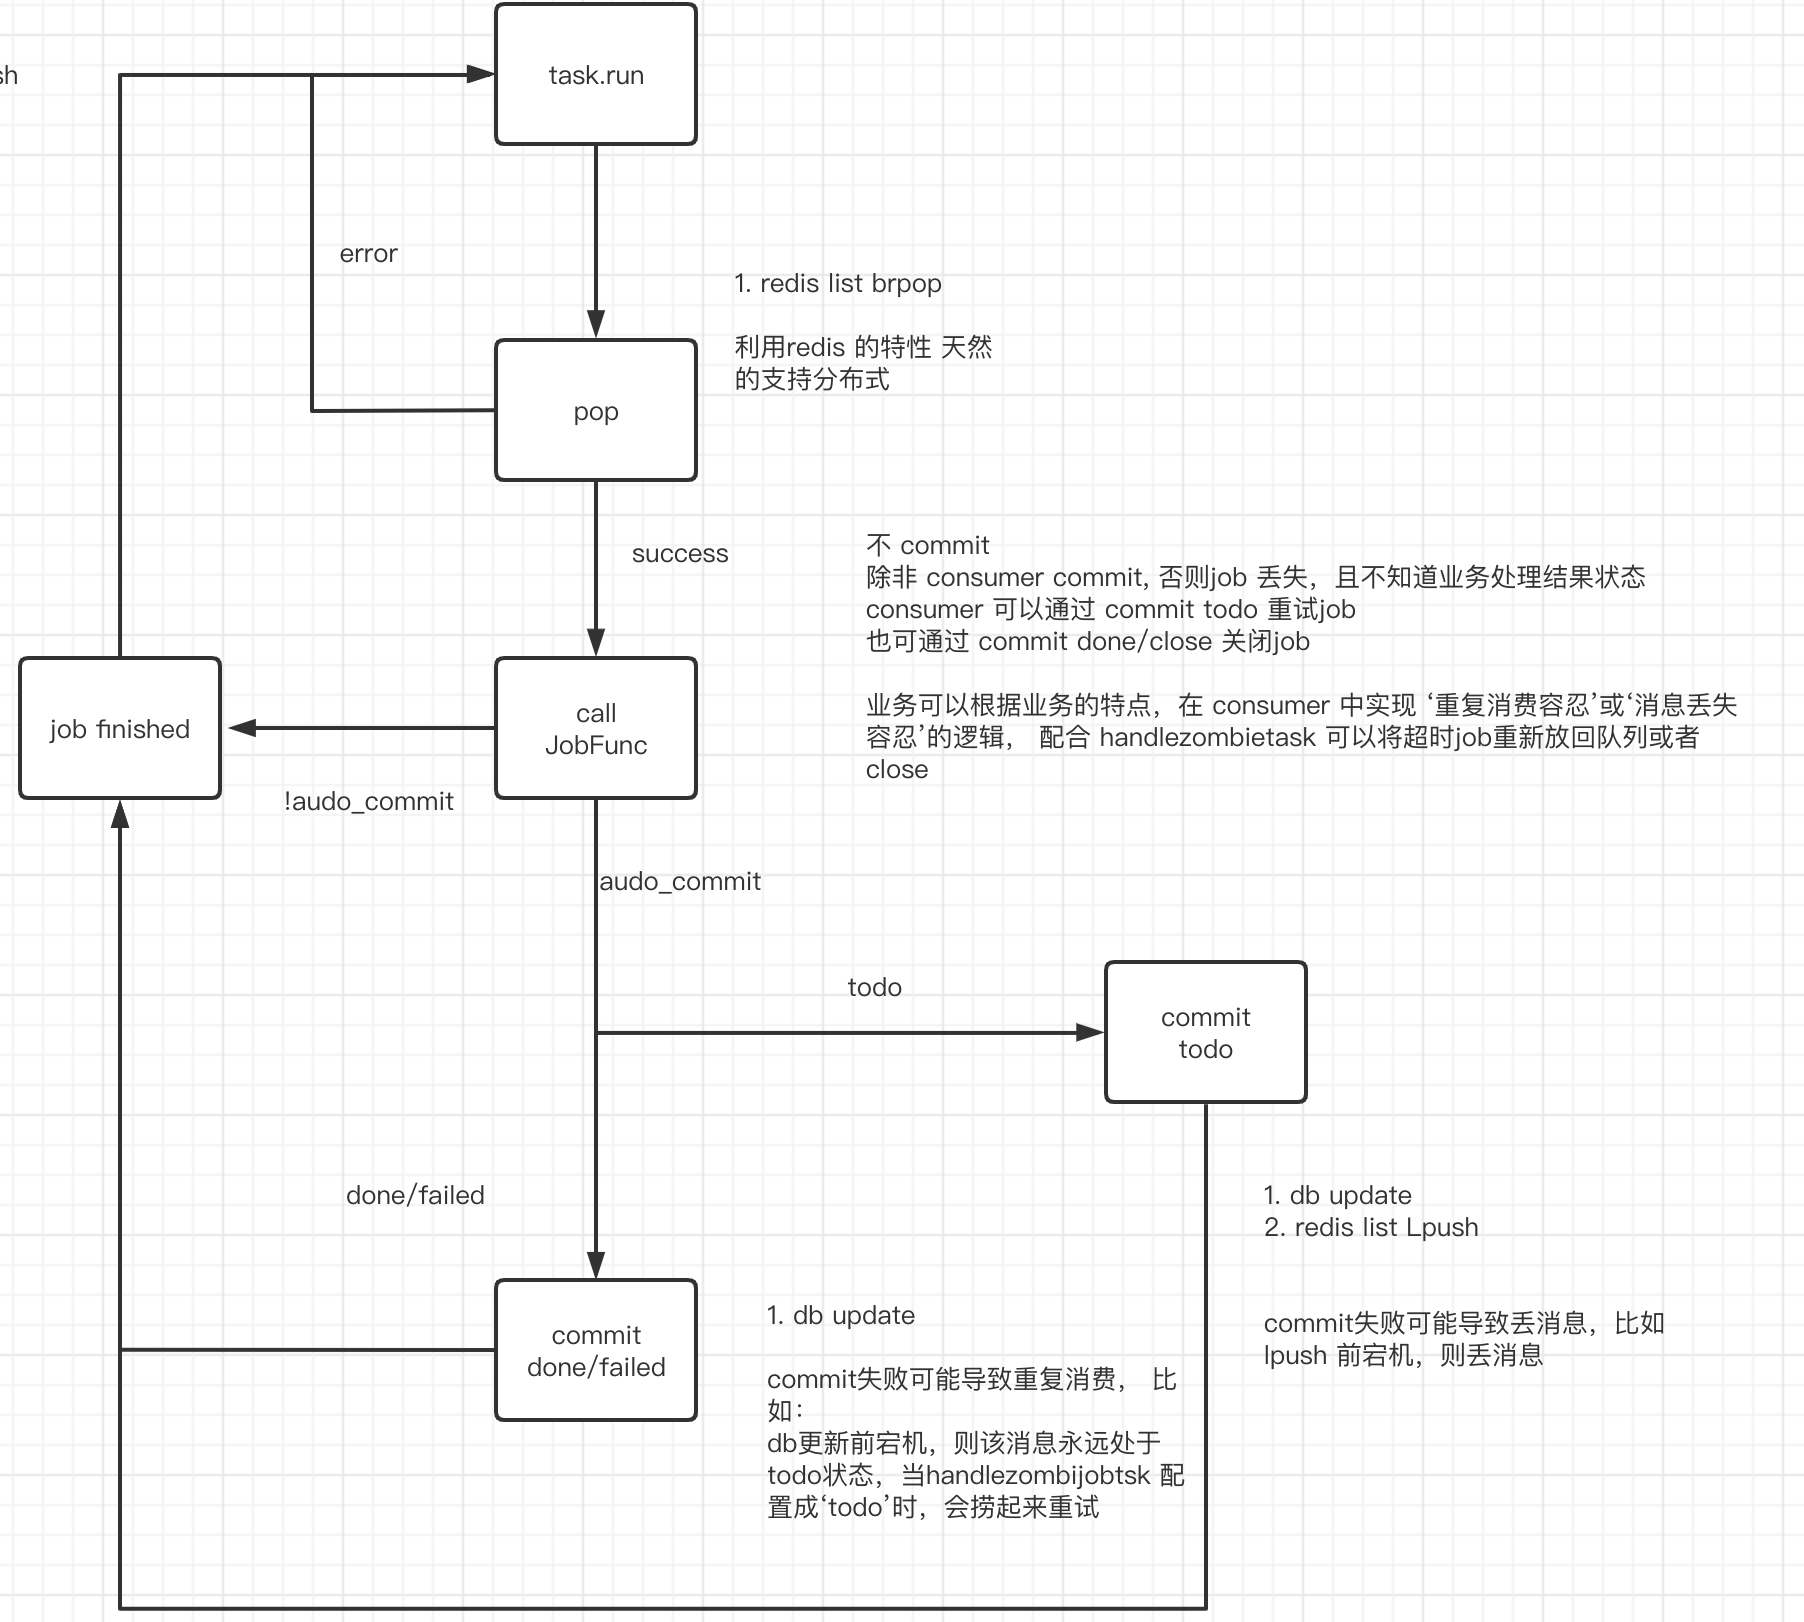 task.run
error
1. redis list brpop
利用redis 的特性 天然
的支持分布式
pop
success
不 commit
除非 consumer commit, 否则job 丢失，且不知道业务处理结果状态
consumer 可以通过 commit todo 重试job
也可通过 commit done/close 关闭job
业务可以根据业务的特点，在 consumer 中实现 ‘重复消费容忍’或‘消息丢失
容忍’的逻辑， 配合 handlezombietask 可以将超时job重新放回队列或者
close
job finished
call
JobFunc
!audo_commit
audo_commit
todo
commit
todo
done/failed
1. db update
2. redis list Lpush
commit失败可能导致丢消息，比如
lpush 前宕机，则丢消息
commit
done/failed
1. db update
commit失败可能导致重复消费， 比
如：
db更新前宕机，则该消息永远处于
todo状态，当handlezombijobtsk 配
置成‘todo’时，会捞起来重试